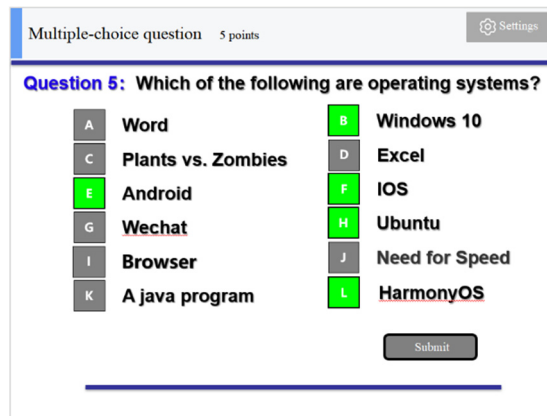 Multiple-choice question 5 points
Settings
Question 5: Which of the following are operating systems?
A Word
B Windows 10
C Plants vs. Zombies
D Excel
E Android
F IOS
G Wechat
H Ubuntu
I Browser
J Need for Speed
K A java program
L HarmonyOS
Submit